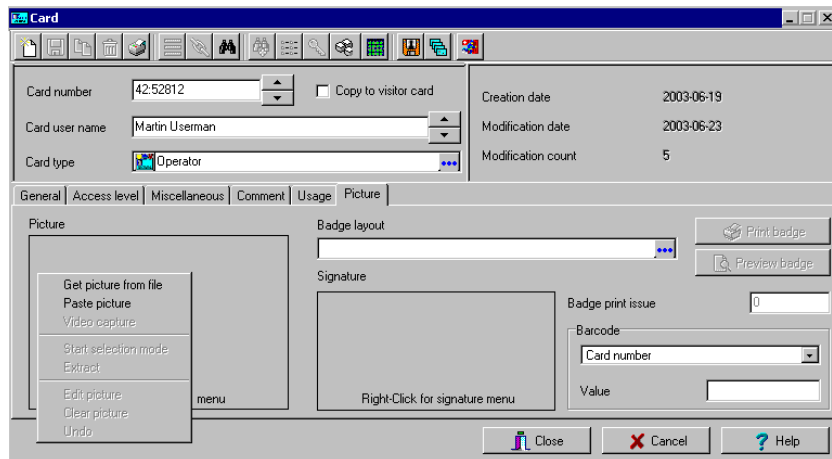 Card
Card number 42:52812 Copy to visitor card
Card user name Martin Userman
Card type Operator
Creation date 2003-06-19
Modification date 2003-06-23
Modification count 5
General Access level Miscellaneous Comment Usage Picture
Picture
Get picture from file
Paste picture
Video capture
Start selection mode
Extract
Edit picture
Clear picture
Undo
menu
Badge layout
Signature
Right-Click for signature menu
Print badge
Preview badge
Badge print issue 0
Barcode
Card number
Value
Close Cancel Help